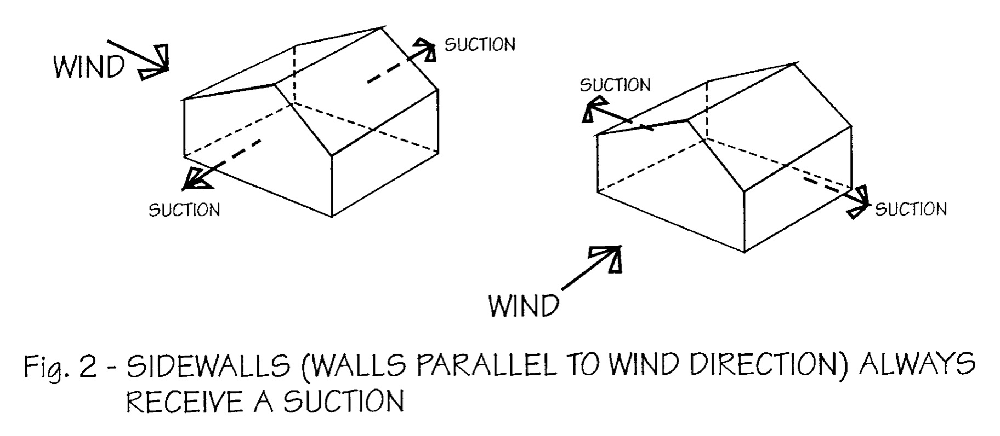 WIND
SUCTION
SUCTION
SUCTION
SUCTION
WIND
Fig. 2 - SIDEWALLS (WALLS PARALLEL TO WIND DIRECTION) ALWAYS
RECEIVE A SUCTION